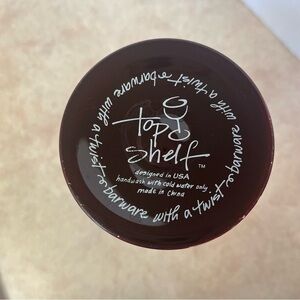 top
shelf
™
designed in USA
handwash with cold water only
made in China
barware with a twist barware with a twist barware with a twist